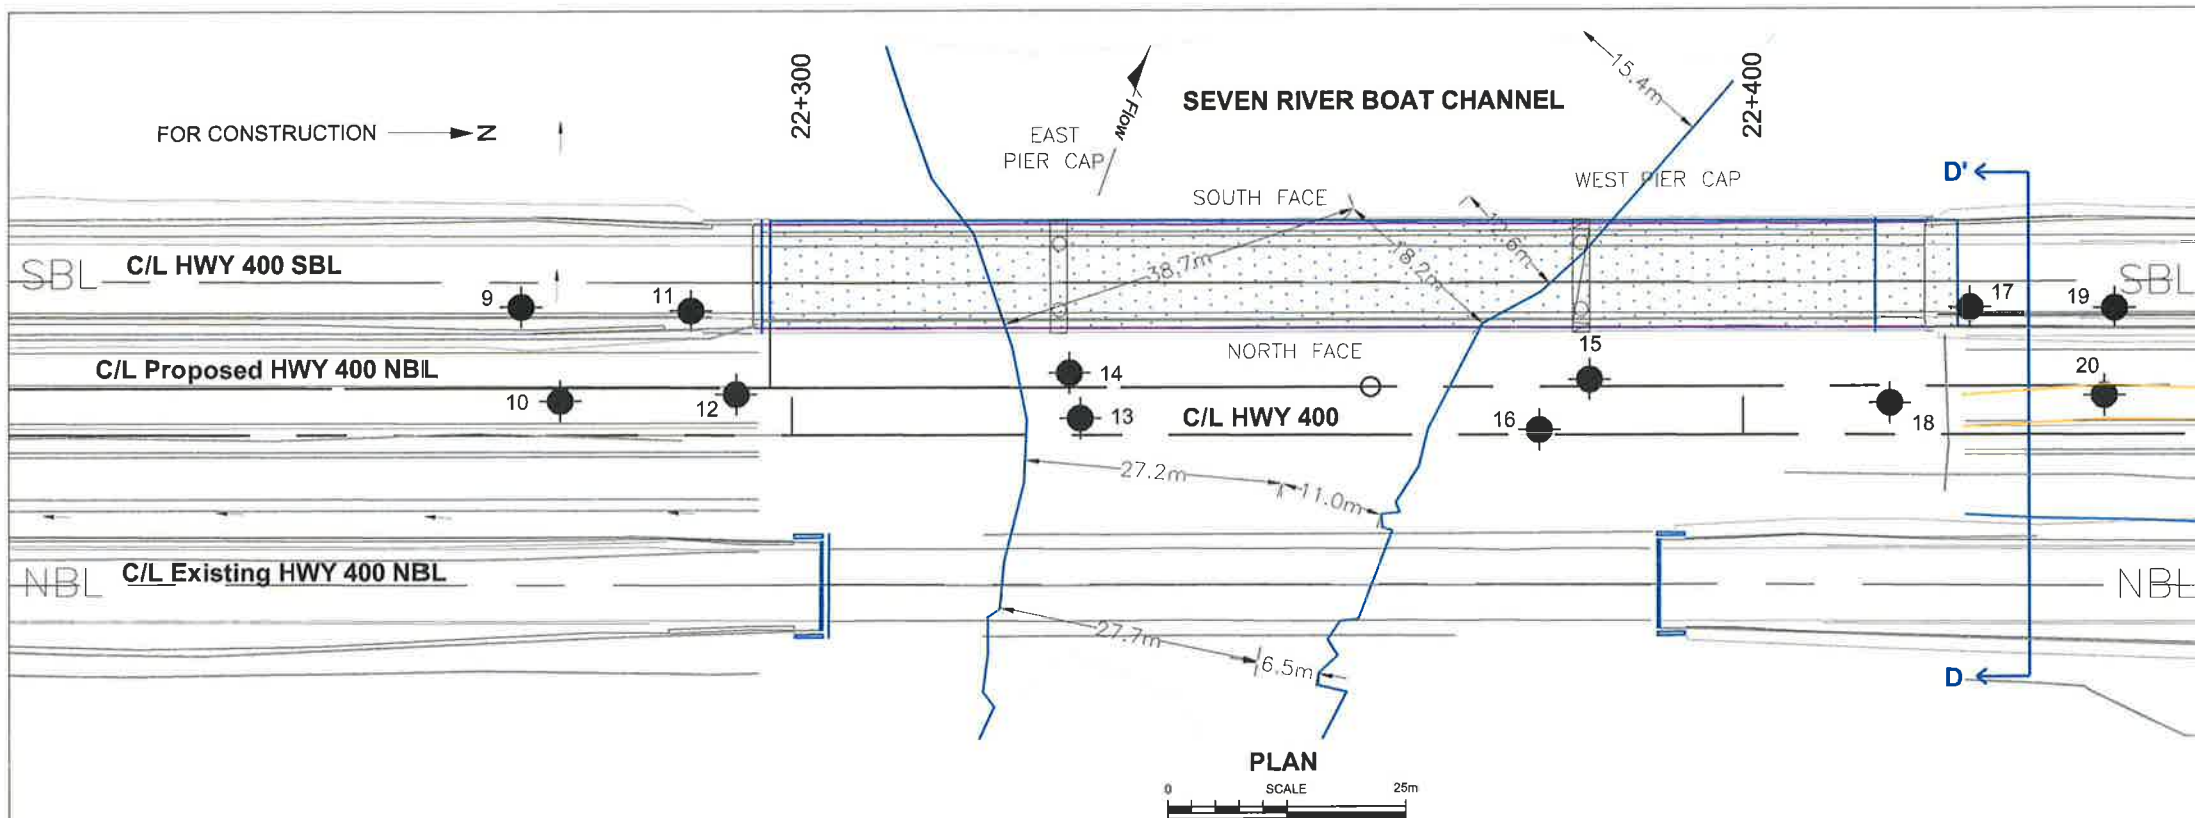 22+300
15.4m
22+400
Flow
SEVEN RIVER BOAT CHANNEL
FOR CONSTRUCTION
N
EAST
PIER CAP
SOUTH FACE
WEST PIER CAP
D'
12.6m
38.7m
18.2m
SBL
C/L HWY 400 SBL
9
11
17
19
SBL
NORTH FACE
15
C/L Proposed HWY 400 NBL
14
20
10
12
13
C/L HWY 400
16
18
27.2m
11.0m
NBL
C/L Existing HWY 400 NBL
NBL
27.7m
6.5m
D
PLAN
0
SCALE
25m